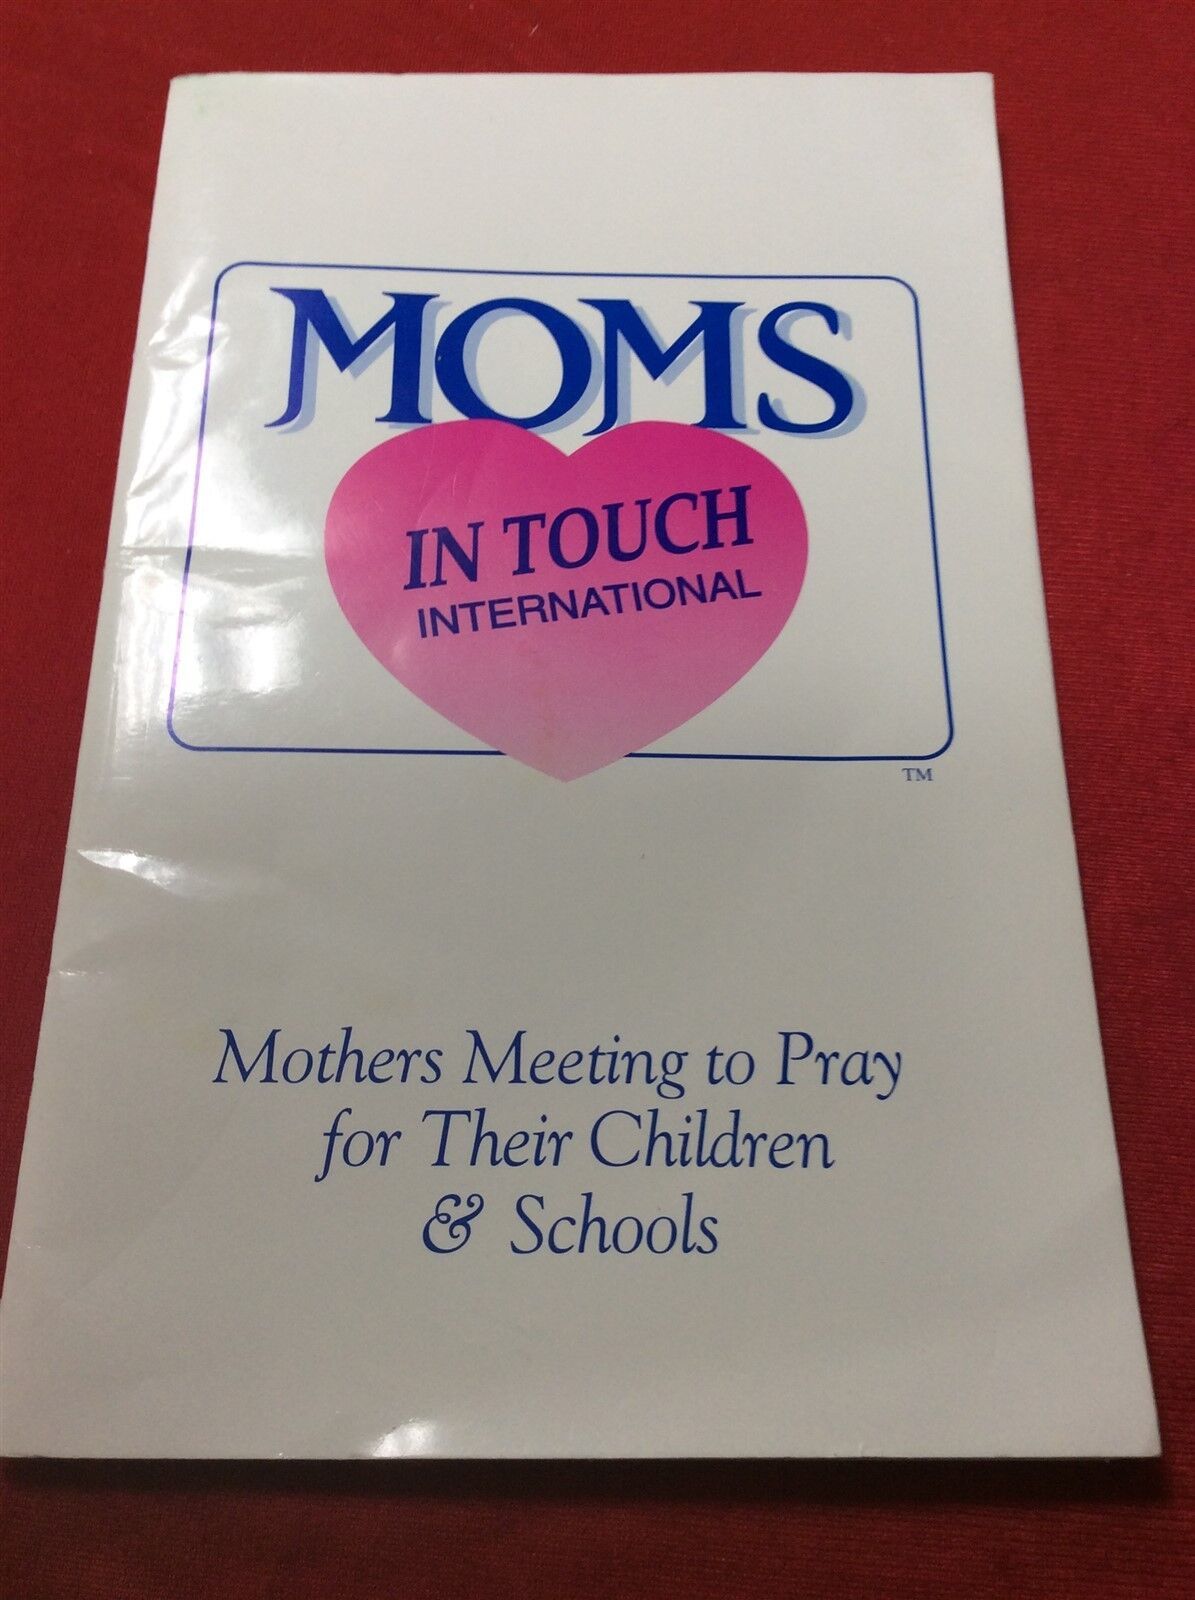 MOMS
IN TOUCH
INTERNATIONAL
TM
Mothers Meeting to Pray
for Their Children
& Schools